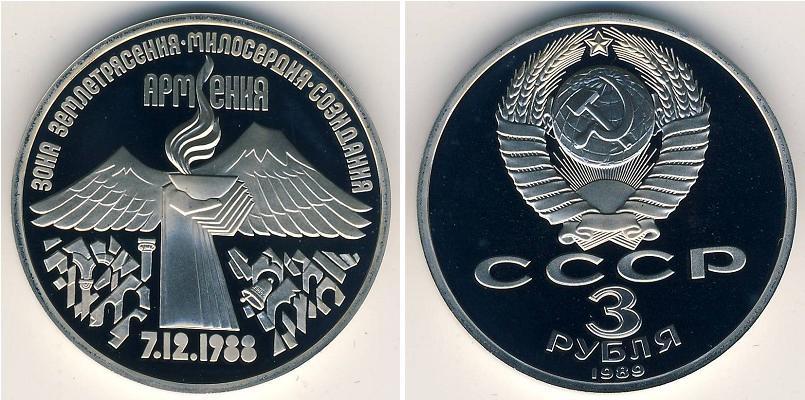 ЗОНА ЗЕМЛЕТРЯСЕНИЯ·МИЛОСЕРДИЯ·СОЗИДАНИЯ
АРМЕНИЯ
7.12.1988
СССР
3
РУБЛЯ
1989